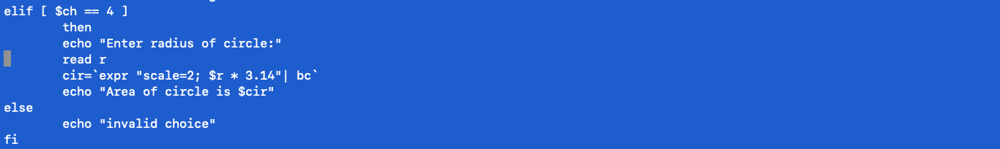 elif [ $ch == 4 ]
        then
        echo "Enter radius of circle:"
        read r
        cir=`expr "scale=2; $r * 3.14"| bc`
        echo "Area of circle is $cir"
else
        echo "invalid choice"
fi